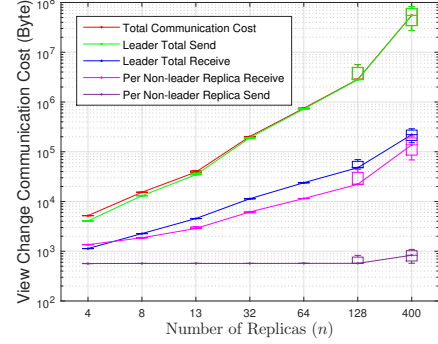 View Change Communication Cost (Byte)
10^8
10^7
10^6
10^5
10^4
10^3
10^2
Total Communication Cost
Leader Total Send
Leader Total Receive
Per Non-leader Replica Receive
Per Non-leader Replica Send
4 8 13 32 64 128 400
Number of Replicas (n)